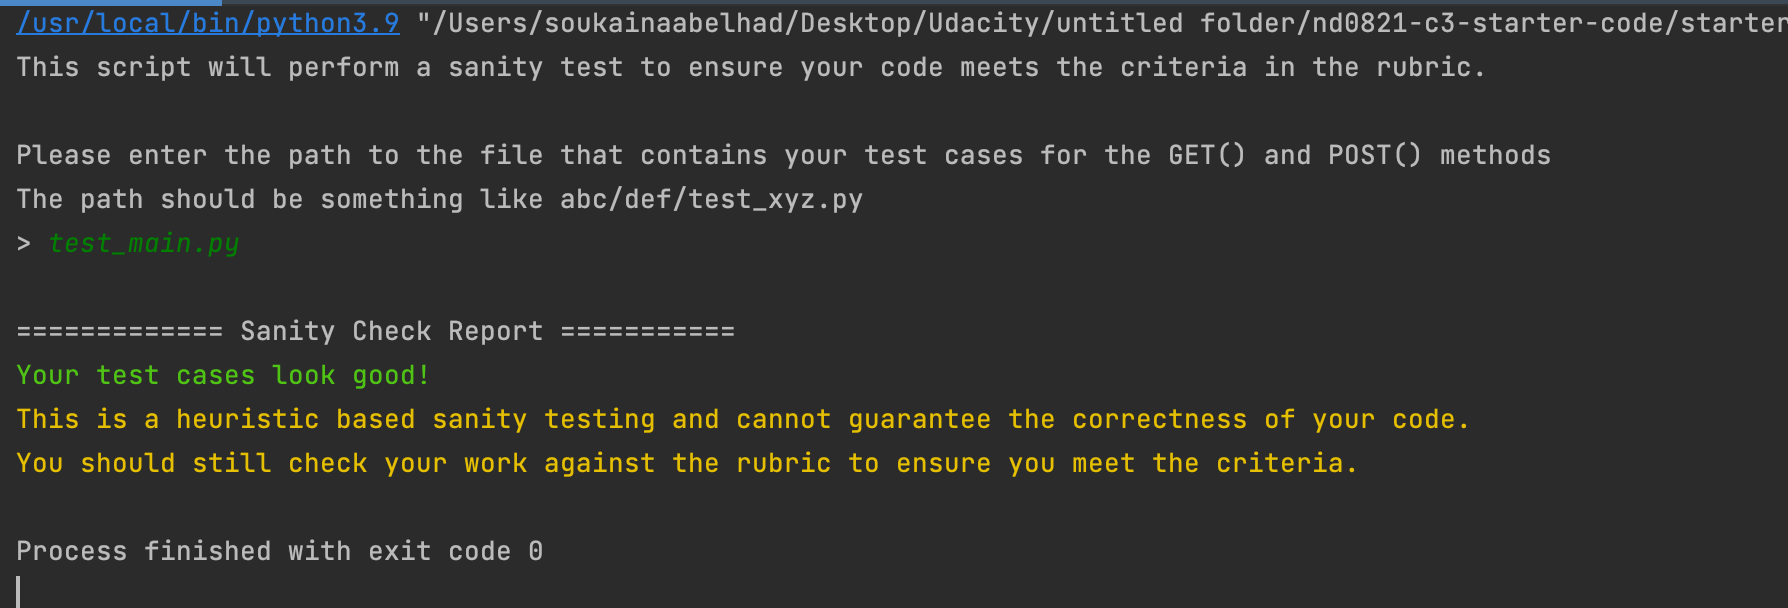 /usr/local/bin/python3.9 "/Users/soukainaabelhad/Desktop/Udacity/untitled folder/nd0821-c3-starter-code/starter
This script will perform a sanity test to ensure your code meets the criteria in the rubric.
Please enter the path to the file that contains your test cases for the GET() and POST() methods
The path should be something like abc/def/test_xyz.py
> test_main.py
============= Sanity Check Report ===========
Your test cases look good!
This is a heuristic based sanity testing and cannot guarantee the correctness of your code.
You should still check your work against the rubric to ensure you meet the criteria.
Process finished with exit code 0